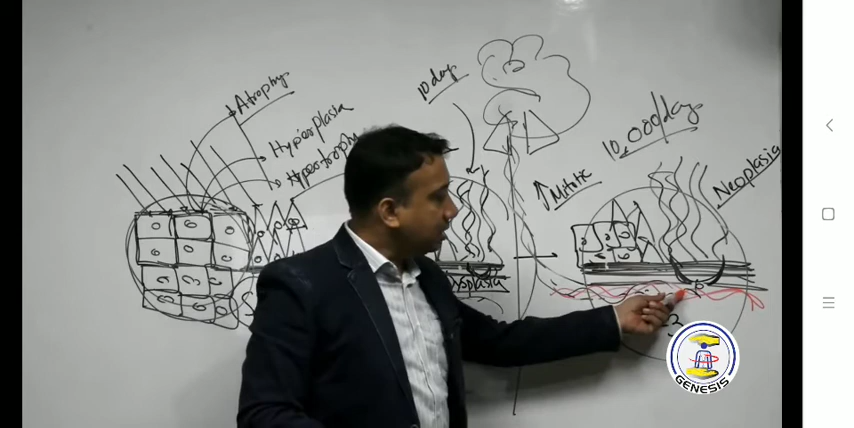 Atrophy
Hyperplasia
Hypertrophy
10 day
↑ Mitotic
10,000/day
Neoplasia
GENESIS